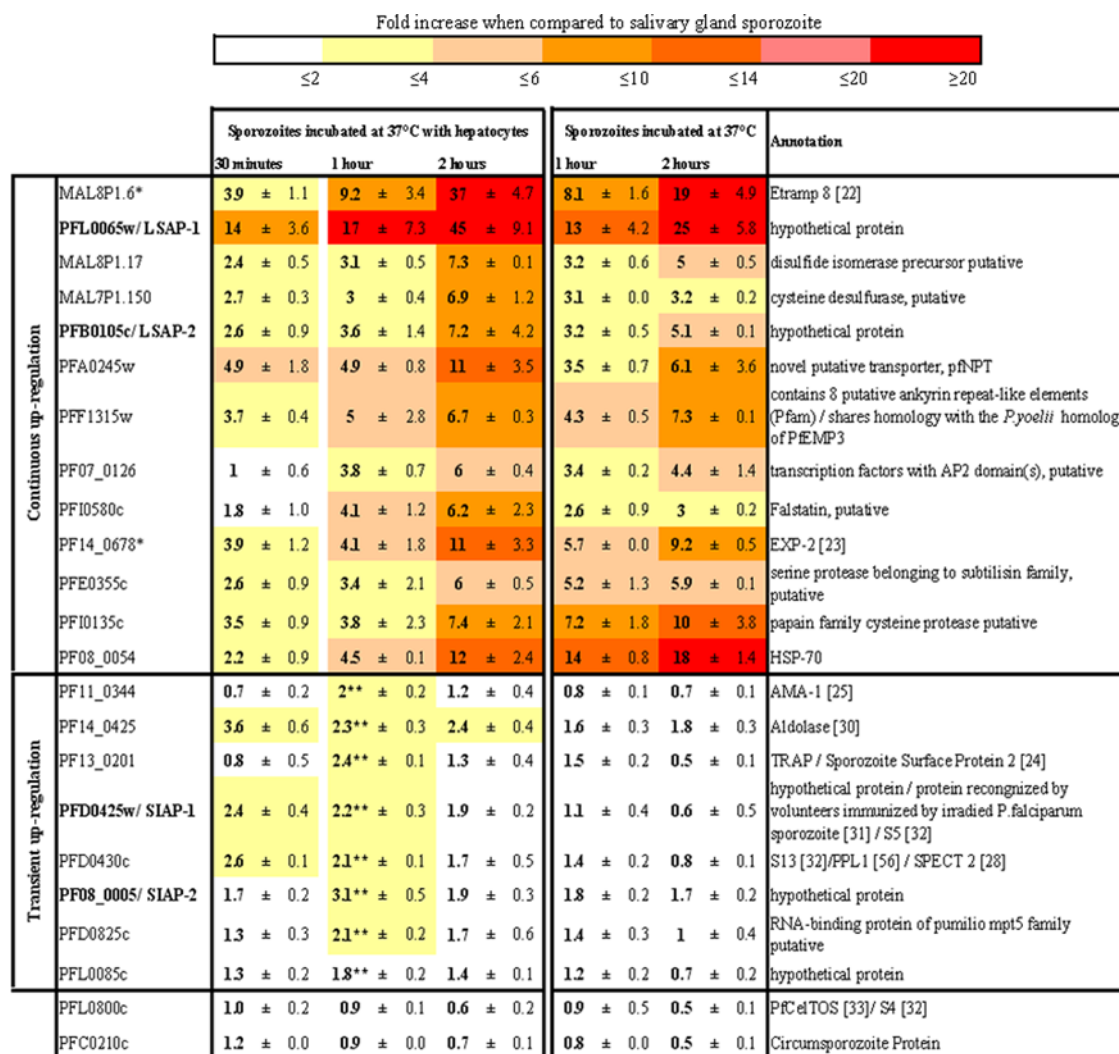 Fold increase when compared to salivary gland sporozoite
≤2 ≤4 ≤6 ≤10 ≤14 ≤20 ≥20
Sporozoites incubated at 37°C with hepatocytes Sporozoites incubated at 37°C Annotation
30 minutes 1 hour 2 hours 1 hour 2 hours
Continuous up-regulation
MAL8P1.6* 3.9 ± 1.1 9.2 ± 3.4 37 ± 4.7 8.1 ± 1.6 19 ± 4.9 Etramp 8 [22]
PFL0065w/ LSAP-1 14 ± 3.6 17 ± 7.3 45 ± 9.1 13 ± 4.2 25 ± 5.8 hypothetical protein
MAL8P1.17 2.4 ± 0.5 3.1 ± 0.5 7.3 ± 0.1 3.2 ± 0.6 5 ± 0.5 disulfide isomerase precursor putative
MAL7P1.150 2.7 ± 0.3 3 ± 0.4 6.9 ± 1.2 3.1 ± 0.0 3.2 ± 0.2 cysteine desulfurase, putative
PFB0105c/ LSAP-2 2.6 ± 0.9 3.6 ± 1.4 7.2 ± 4.2 3.2 ± 0.5 5.1 ± 0.1 hypothetical protein
PFA0245w 4.9 ± 1.8 4.9 ± 0.8 11 ± 3.5 3.5 ± 0.7 6.1 ± 3.6 novel putative transporter, pfNPT
PFF1315w 3.7 ± 0.4 5 ± 2.8 6.7 ± 0.3 4.3 ± 0.5 7.3 ± 0.1 contains 8 putative ankyrin repeat-like elements
(Pfam) / shares homology with the P.yoelii homolog
of PfEMP3
PF07_0126 1 ± 0.6 3.8 ± 0.7 6 ± 0.4 3.4 ± 0.2 4.4 ± 1.4 transcription factors with AP2 domain(s), putative
PFI0580c 1.8 ± 1.0 4.1 ± 1.2 6.2 ± 2.3 2.6 ± 0.9 3 ± 0.2 Falstatin, putative
PF14_0678* 3.9 ± 1.2 4.1 ± 1.8 11 ± 3.3 5.7 ± 0.0 9.2 ± 0.5 EXP-2 [23]
PFE0355c 2.6 ± 0.9 3.4 ± 2.1 6 ± 0.5 5.2 ± 1.3 5.9 ± 0.1 serine protease belonging to subtilisin family,
putative
PFI0135c 3.5 ± 0.9 3.8 ± 2.3 7.4 ± 2.1 7.2 ± 1.8 10 ± 3.8 papain family cysteine protease putative
PF08_0054 2.2 ± 0.9 4.5 ± 0.1 12 ± 2.4 14 ± 0.8 18 ± 1.4 HSP-70
Transient up-regulation
PF11_0344 0.7 ± 0.2 2** ± 0.2 1.2 ± 0.4 0.8 ± 0.1 0.7 ± 0.1 AMA-1 [25]
PF14_0425 3.6 ± 0.6 2.3** ± 0.3 2.4 ± 0.4 1.6 ± 0.3 1.8 ± 0.3 Aldolase [30]
PF13_0201 0.8 ± 0.5 2.4** ± 0.1 1.3 ± 0.4 1.5 ± 0.2 0.5 ± 0.1 TRAP / Sporozoite Surface Protein 2 [24]
PFD0425w/ SIAP-1 2.4 ± 0.4 2.2** ± 0.3 1.9 ± 0.2 1.1 ± 0.4 0.6 ± 0.5 hypothetical protein / protein recongnized by
volunteers immunized by irradied P.falciparum
sporozoite [31] / S5 [32]
PFD0430c 2.6 ± 0.1 2.1** ± 0.1 1.7 ± 0.5 1.4 ± 0.2 0.8 ± 0.1 S13 [32]/PPL1 [56] / SPECT 2 [28]
PF08_0005/ SIAP-2 1.7 ± 0.2 3.1** ± 0.5 1.9 ± 0.3 1.8 ± 0.2 1.7 ± 0.2 hypothetical protein
PFD0825c 1.3 ± 0.3 2.1** ± 0.2 1.7 ± 0.6 1.4 ± 0.3 1 ± 0.4 RNA-binding protein of pumilio mpt5 family
putative
PFL0085c 1.3 ± 0.2 1.8** ± 0.2 1.4 ± 0.1 1.2 ± 0.2 0.7 ± 0.2 hypothetical protein
PFL0800c 1.0 ± 0.2 0.9 ± 0.1 0.6 ± 0.2 0.9 ± 0.5 0.5 ± 0.1 PfCelTOS [33]/ S4 [32]
PFC0210c 1.2 ± 0.0 0.9 ± 0.0 0.7 ± 0.1 0.8 ± 0.0 0.5 ± 0.1 Circumsporozoite Protein